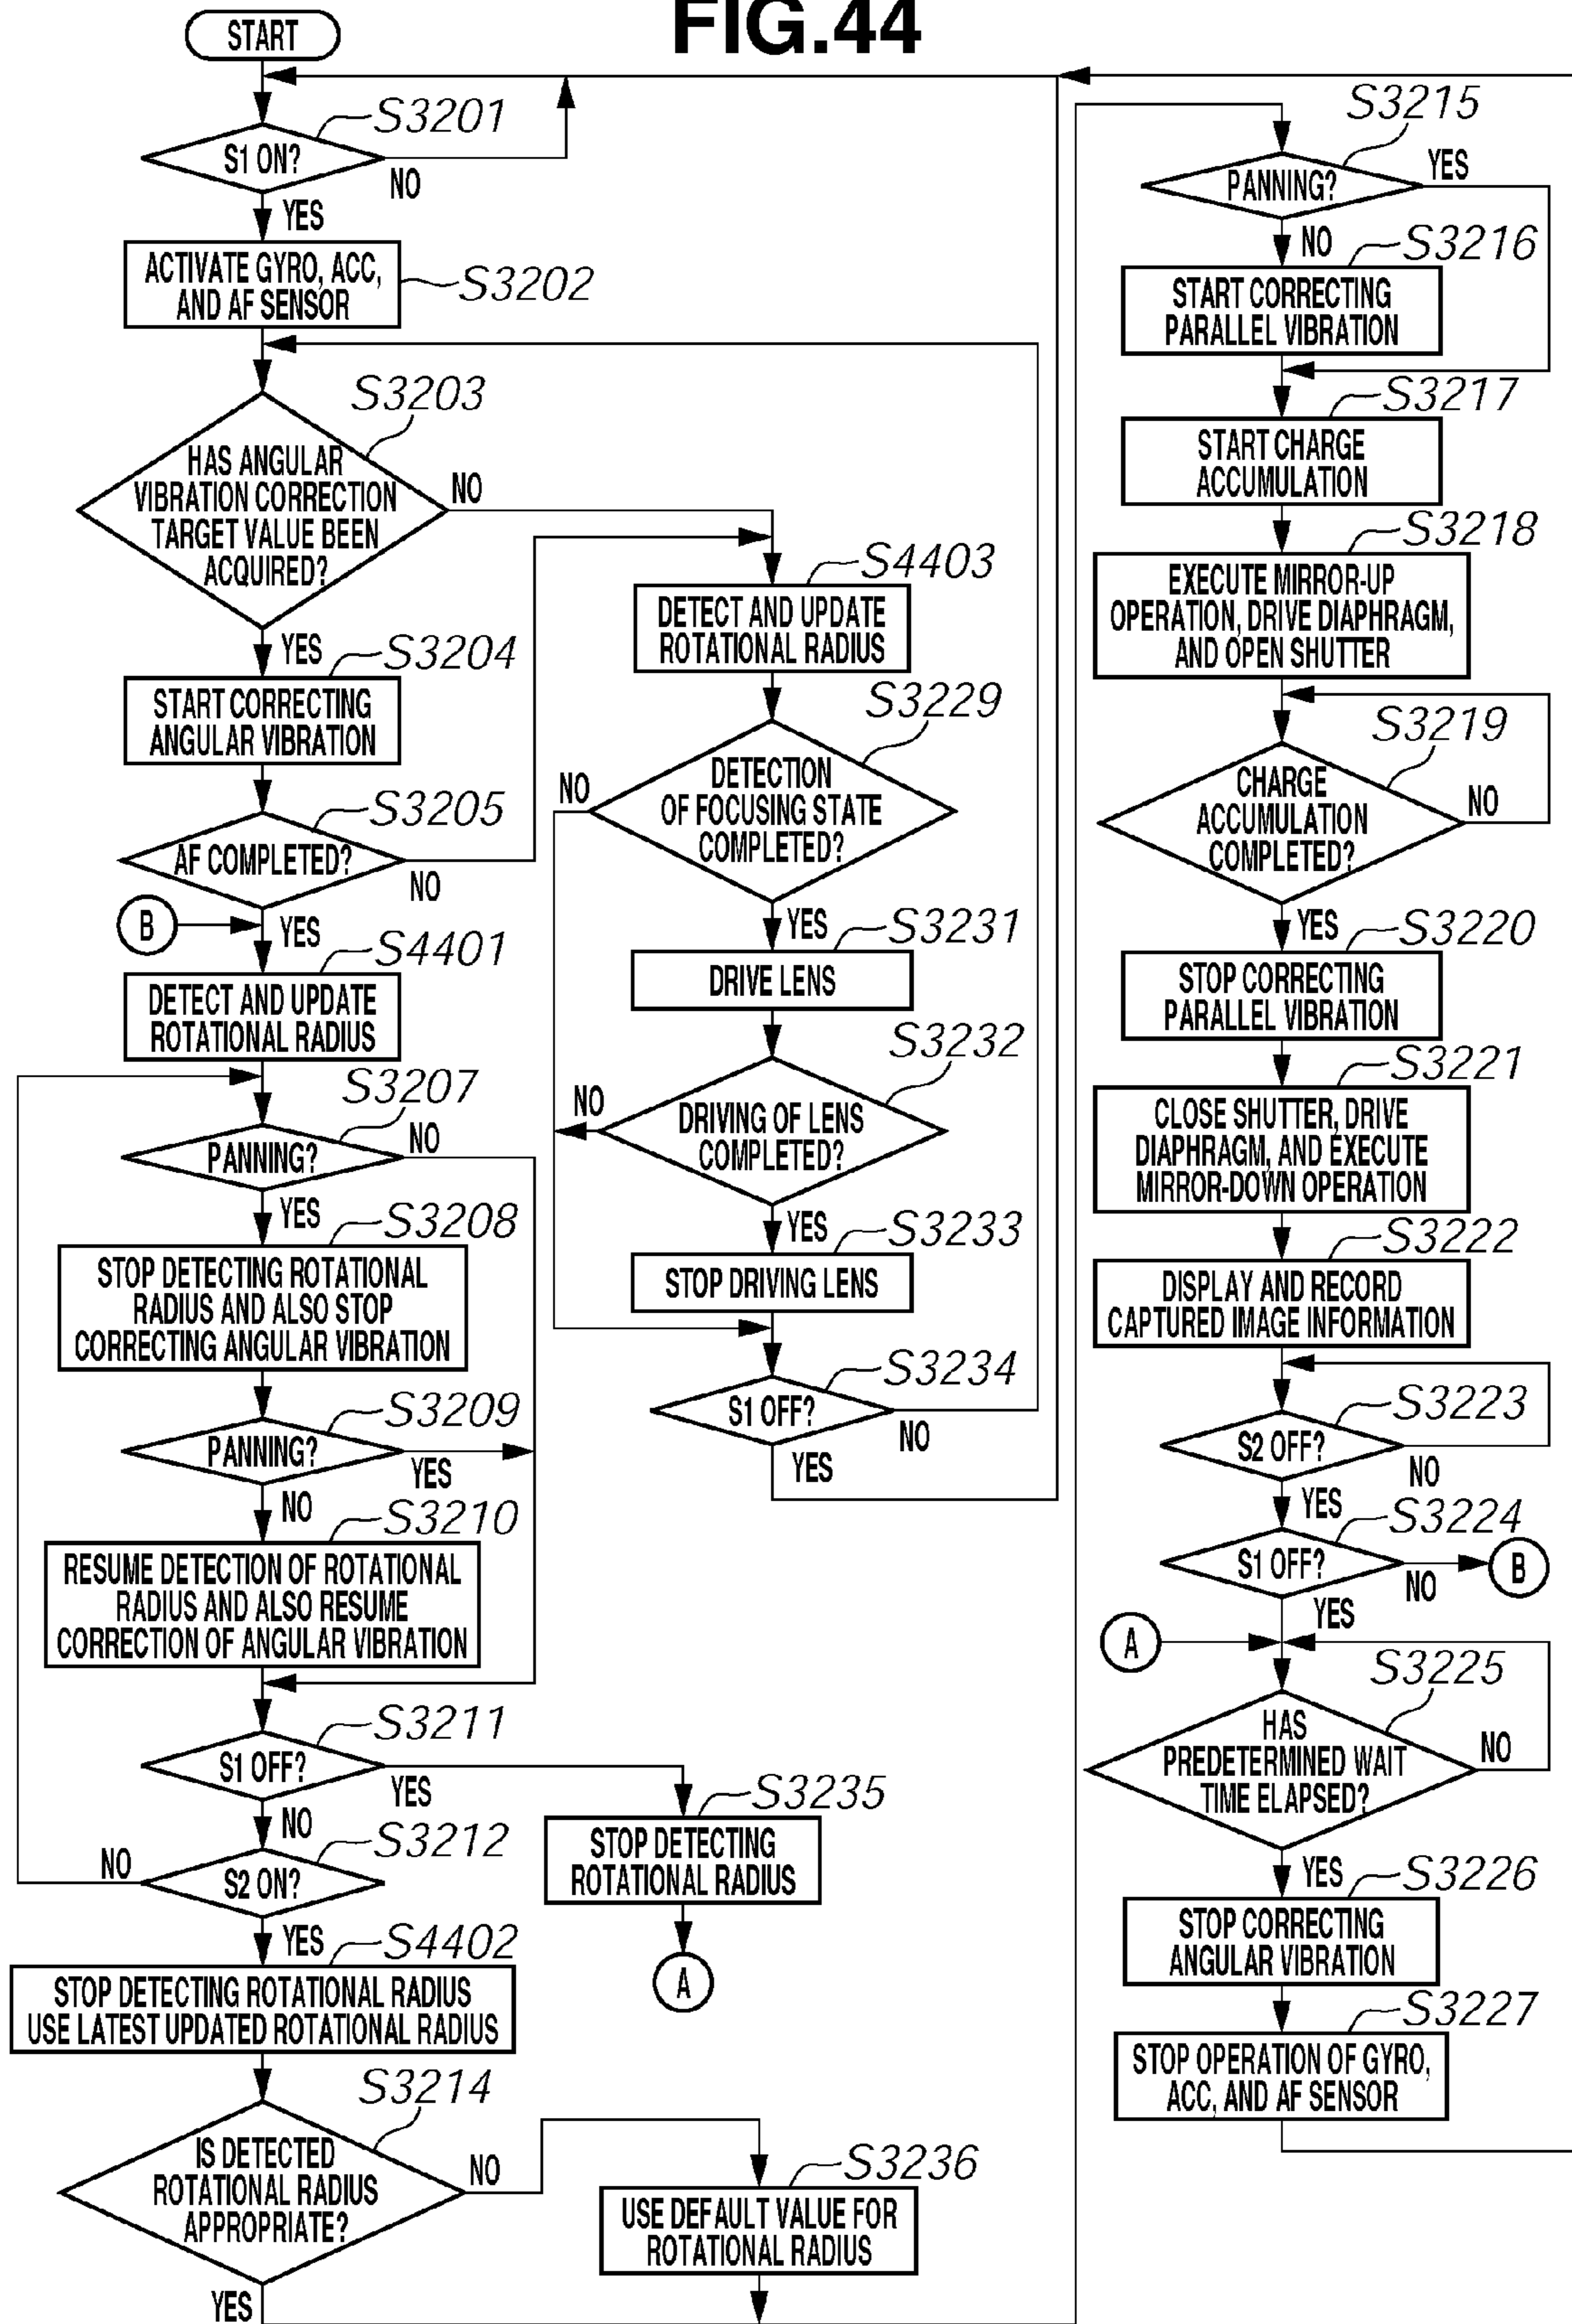 FIG.44
START
S3201
S1 ON?
NO
YES
ACTIVATE GYRO, ACC,
AND AF SENSOR
S3202
S3203
HAS ANGULAR
VIBRATION CORRECTION
TARGET VALUE BEEN
ACQUIRED?
NO
YES
S3204
START CORRECTING
ANGULAR VIBRATION
S3205
AF COMPLETED?
NO
B
YES
S4401
DETECT AND UPDATE
ROTATIONAL RADIUS
S3207
PANNING?
NO
YES
S3208
STOP DETECTING ROTATIONAL
RADIUS AND ALSO STOP
CORRECTING ANGULAR VIBRATION
S3209
PANNING?
YES
NO
S3210
RESUME DETECTION OF ROTATIONAL
RADIUS AND ALSO RESUME
CORRECTION OF ANGULAR VIBRATION
S3211
S1 OFF?
YES
NO
S3212
S2 ON?
NO
YES
S4402
STOP DETECTING ROTATIONAL RADIUS
USE LATEST UPDATED ROTATIONAL RADIUS
S3214
IS DETECTED
ROTATIONAL RADIUS
APPROPRIATE?
NO
YES
S4403
DETECT AND UPDATE
ROTATIONAL RADIUS
S3229
DETECTION
OF FOCUSING STATE
COMPLETED?
NO
YES
S3231
DRIVE LENS
S3232
DRIVING OF LENS
COMPLETED?
NO
YES
S3233
STOP DRIVING LENS
S3234
S1 OFF?
NO
YES
S3235
STOP DETECTING
ROTATIONAL RADIUS
A
S3236
USE DEFAULT VALUE FOR
ROTATIONAL RADIUS
S3215
PANNING?
YES
NO
S3216
START CORRECTING
PARALLEL VIBRATION
S3217
START CHARGE
ACCUMULATION
S3218
EXECUTE MIRROR-UP
OPERATION, DRIVE DIAPHRAGM,
AND OPEN SHUTTER
S3219
CHARGE
ACCUMULATION
COMPLETED?
NO
YES
S3220
STOP CORRECTING
PARALLEL VIBRATION
S3221
CLOSE SHUTTER, DRIVE
DIAPHRAGM, AND EXECUTE
MIRROR-DOWN OPERATION
S3222
DISPLAY AND RECORD
CAPTURED IMAGE INFORMATION
S3223
S2 OFF?
NO
YES
S3224
S1 OFF?
NO
B
YES
A
S3225
HAS
PREDETERMINED WAIT
TIME ELAPSED?
NO
YES
S3226
STOP CORRECTING
ANGULAR VIBRATION
S3227
STOP OPERATION OF GYRO,
ACC, AND AF SENSOR